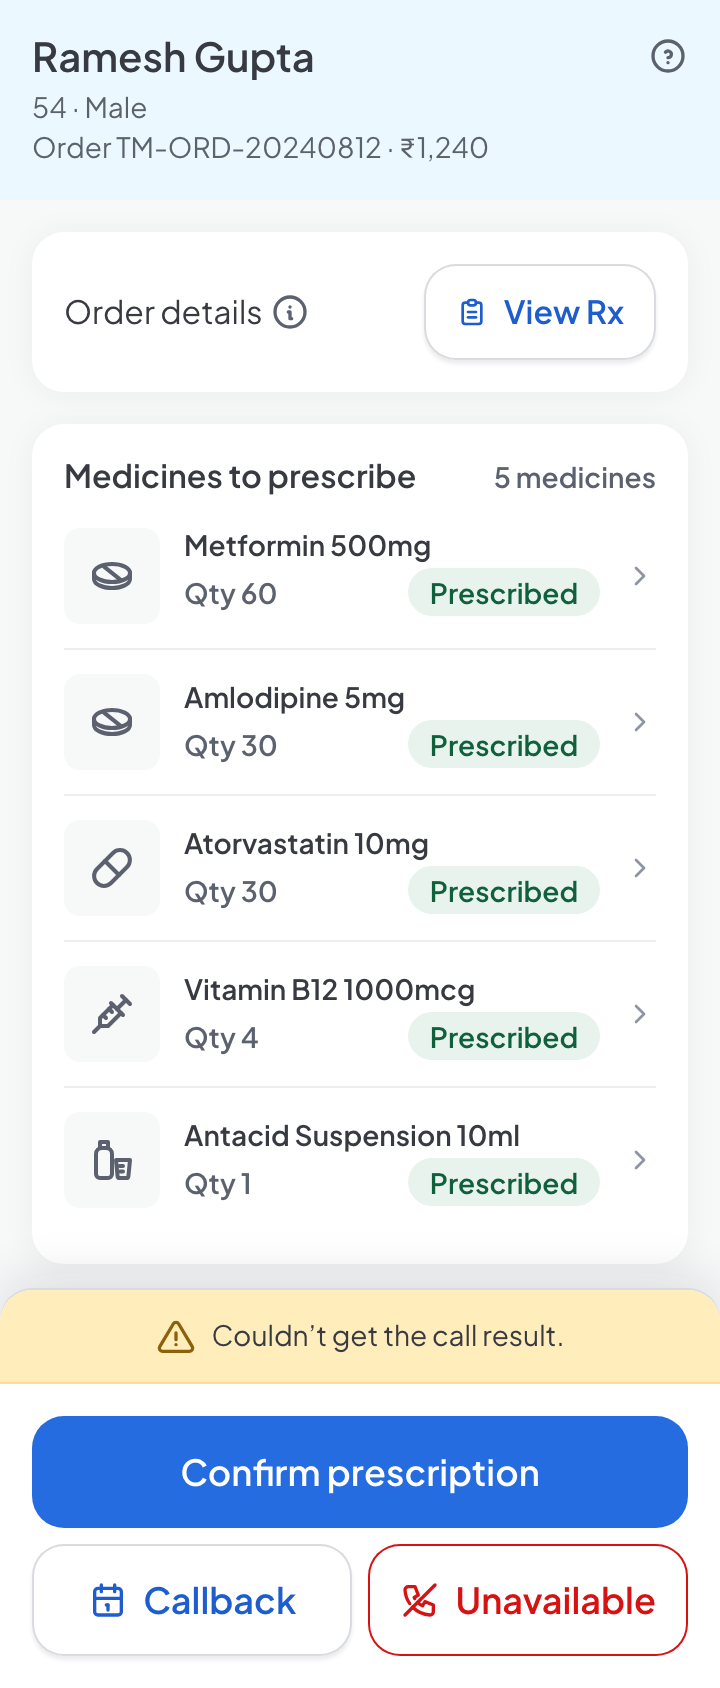 Ramesh Gupta
54 · Male
Order TM-ORD-20240812 · ₹1,240
Order details
View Rx
Medicines to prescribe
5 medicines
Metformin 500mg
Qty 60
Prescribed
Amlodipine 5mg
Qty 30
Prescribed
Atorvastatin 10mg
Qty 30
Prescribed
Vitamin B12 1000mcg
Qty 4
Prescribed
Antacid Suspension 10ml
Qty 1
Prescribed
Couldn’t get the call result.
Confirm prescription
Callback
Unavailable